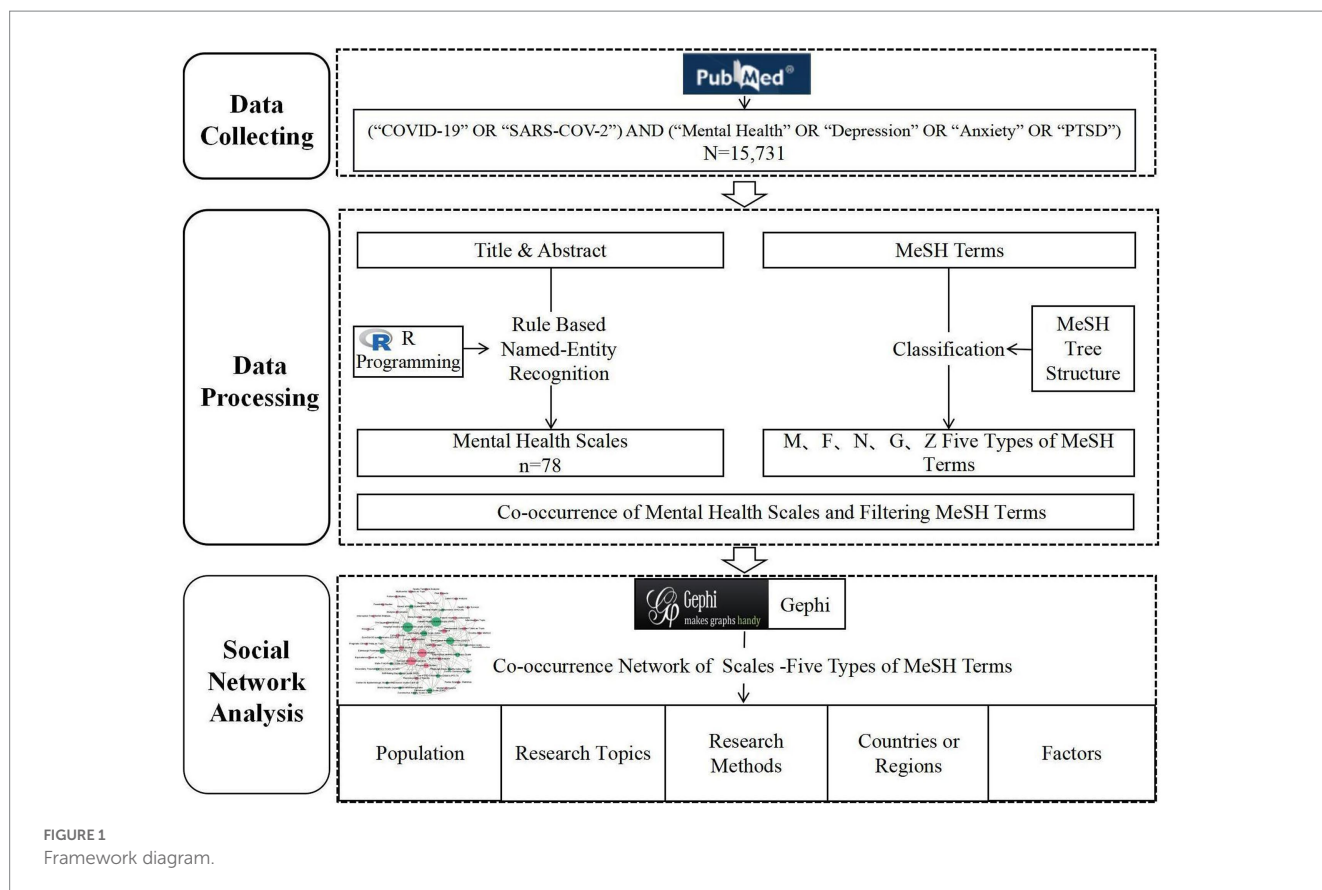 Data
Collecting
PubMed®
(“COVID-19” OR “SARS-COV-2”) AND (“Mental Health” OR “Depression” OR “Anxiety” OR “PTSD”)
N=15,731
Data
Processing
Title & Abstract
R
Programming
Rule Based
Named-Entity
Recognition
Mental Health Scales
n=78
MeSH Terms
Classification
MeSH
Tree
Structure
M、F、N、G、Z Five Types of MeSH
Terms
Co-occurrence of Mental Health Scales and Filtering MeSH Terms
Social
Network
Analysis
Gephi
makes graphs handy
Gephi
Co-occurrence Network of Scales -Five Types of MeSH Terms
Population
Research Topics
Research
Methods
Countries or
Regions
Factors
FIGURE 1
Framework diagram.